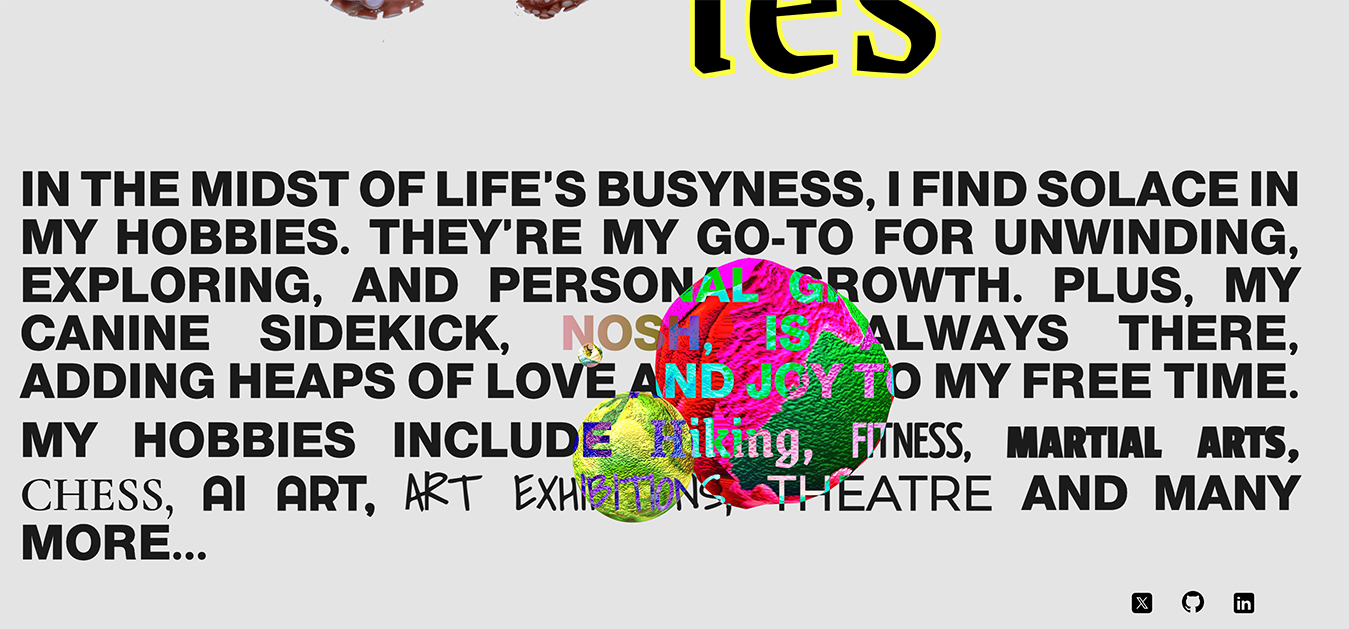 ies
IN THE MIDST OF LIFE'S BUSYNESS, I FIND SOLACE IN
MY HOBBIES. THEY'RE MY GO-TO FOR UNWINDING,
EXPLORING, AND PERSONAL GROWTH. PLUS, MY
CANINE SIDEKICK, NOSH, IS ALWAYS THERE,
ADDING HEAPS OF LOVE AND JOY TO MY FREE TIME.
MY HOBBIES INCLUDE Hiking, FITNESS, MARTIAL ARTS,
CHESS, AI ART, ART EXHIBITIONS, THEATRE AND MANY
MORE...
X
in